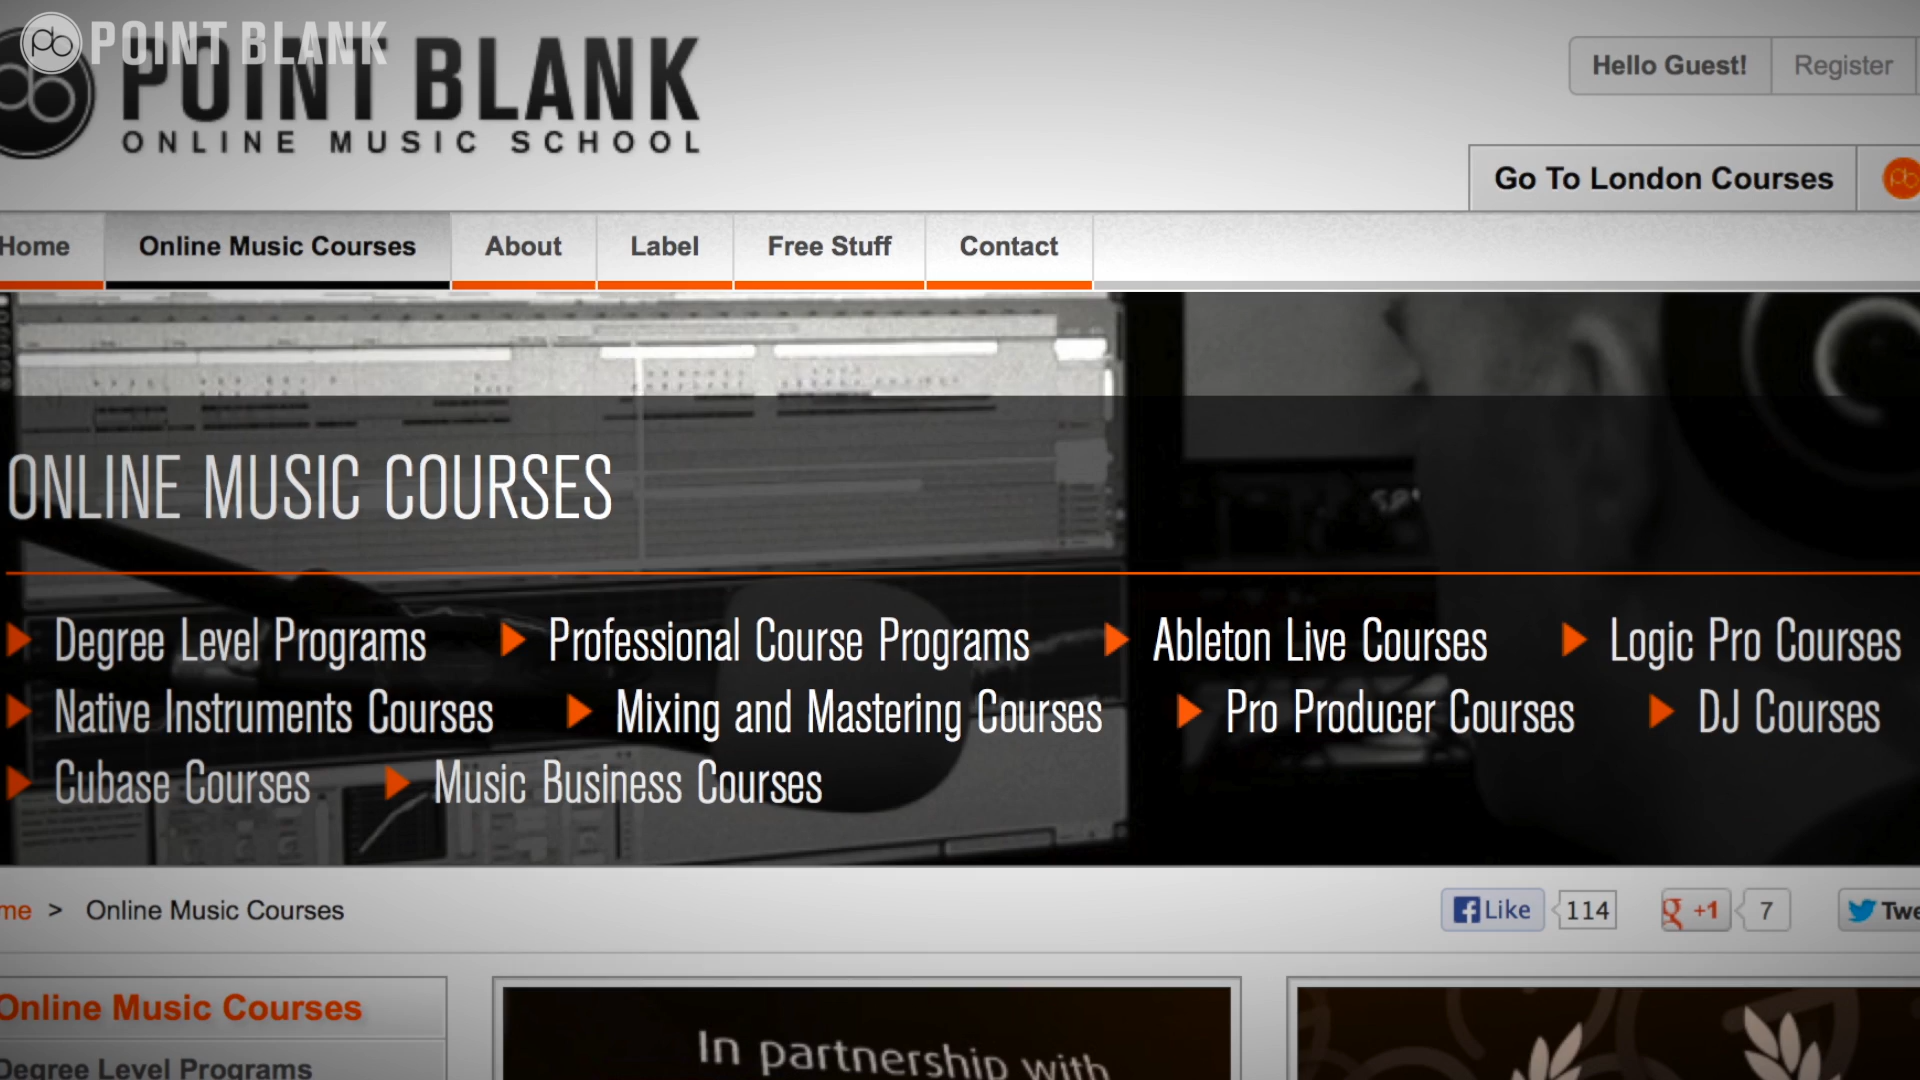 POINT BLANK
POINT BLANK
ONLINE MUSIC SCHOOL
Hello Guest! Register
Go To London Courses
Home Online Music Courses About Label Free Stuff Contact
ONLINE MUSIC COURSES
Degree Level Programs Professional Course Programs Ableton Live Courses Logic Pro Courses
Native Instruments Courses Mixing and Mastering Courses Pro Producer Courses DJ Courses
Cubase Courses Music Business Courses
me > Online Music Courses
Like 114 +1 7 Twe
Online Music Courses
Degree Level Programs
In partnership with